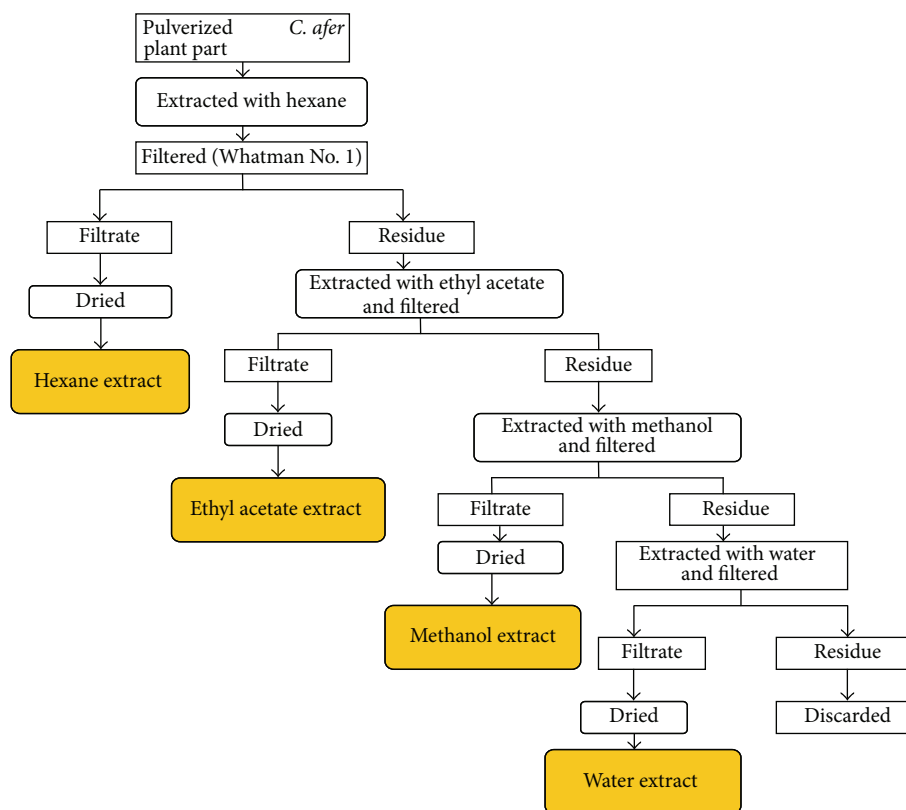 Pulverized C. afer
plant part
Extracted with hexane
Filtered (Whatman No. 1)
Filtrate
Residue
Dried
Extracted with ethyl acetate
and filtered
Hexane extract
Filtrate
Residue
Dried
Extracted with methanol
and filtered
Ethyl acetate extract
Filtrate
Residue
Dried
Extracted with water
and filtered
Methanol extract
Filtrate
Residue
Dried
Discarded
Water extract